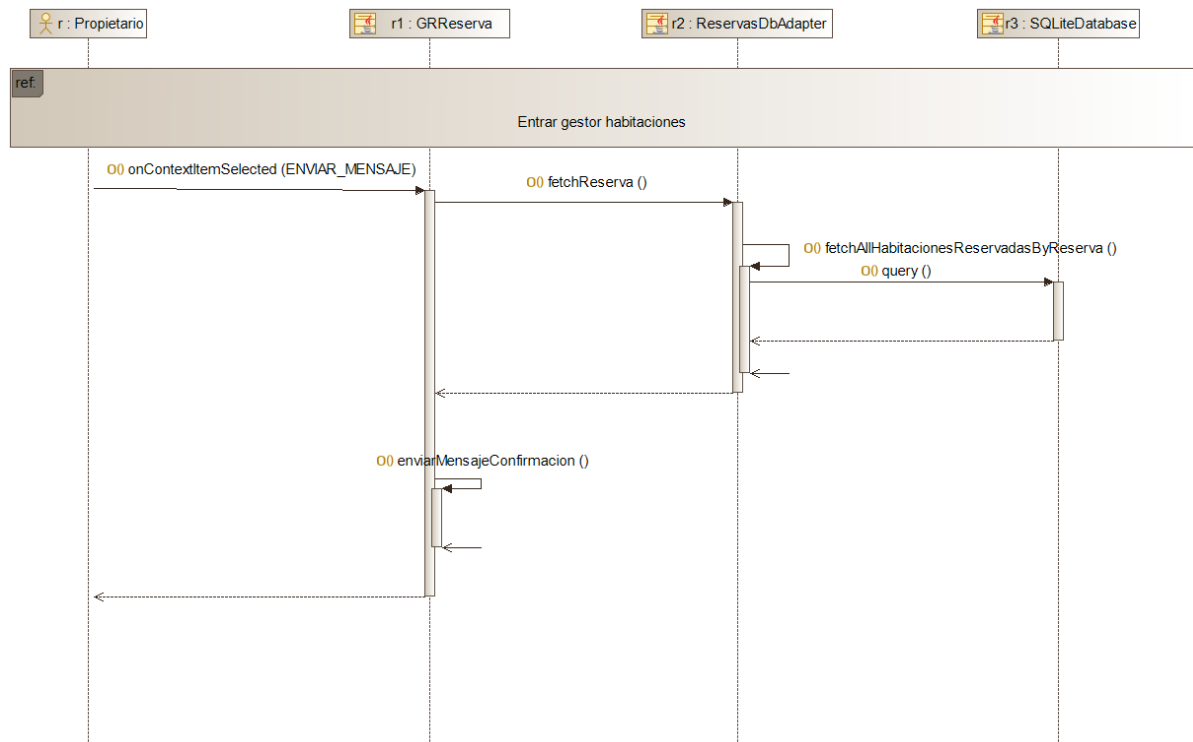 r : Propietario
r1 : GRReserva
r2 : ReservasDbAdapter
r3 : SQLiteDatabase
ref:
Entrar gestor habitaciones
O() onContextItemSelected (ENVIAR_MENSAJE)
O() fetchReserva ()
O() fetchAllHabitacionesReservadasByReserva ()
O() query ()
O() enviarMensajeConfirmacion ()